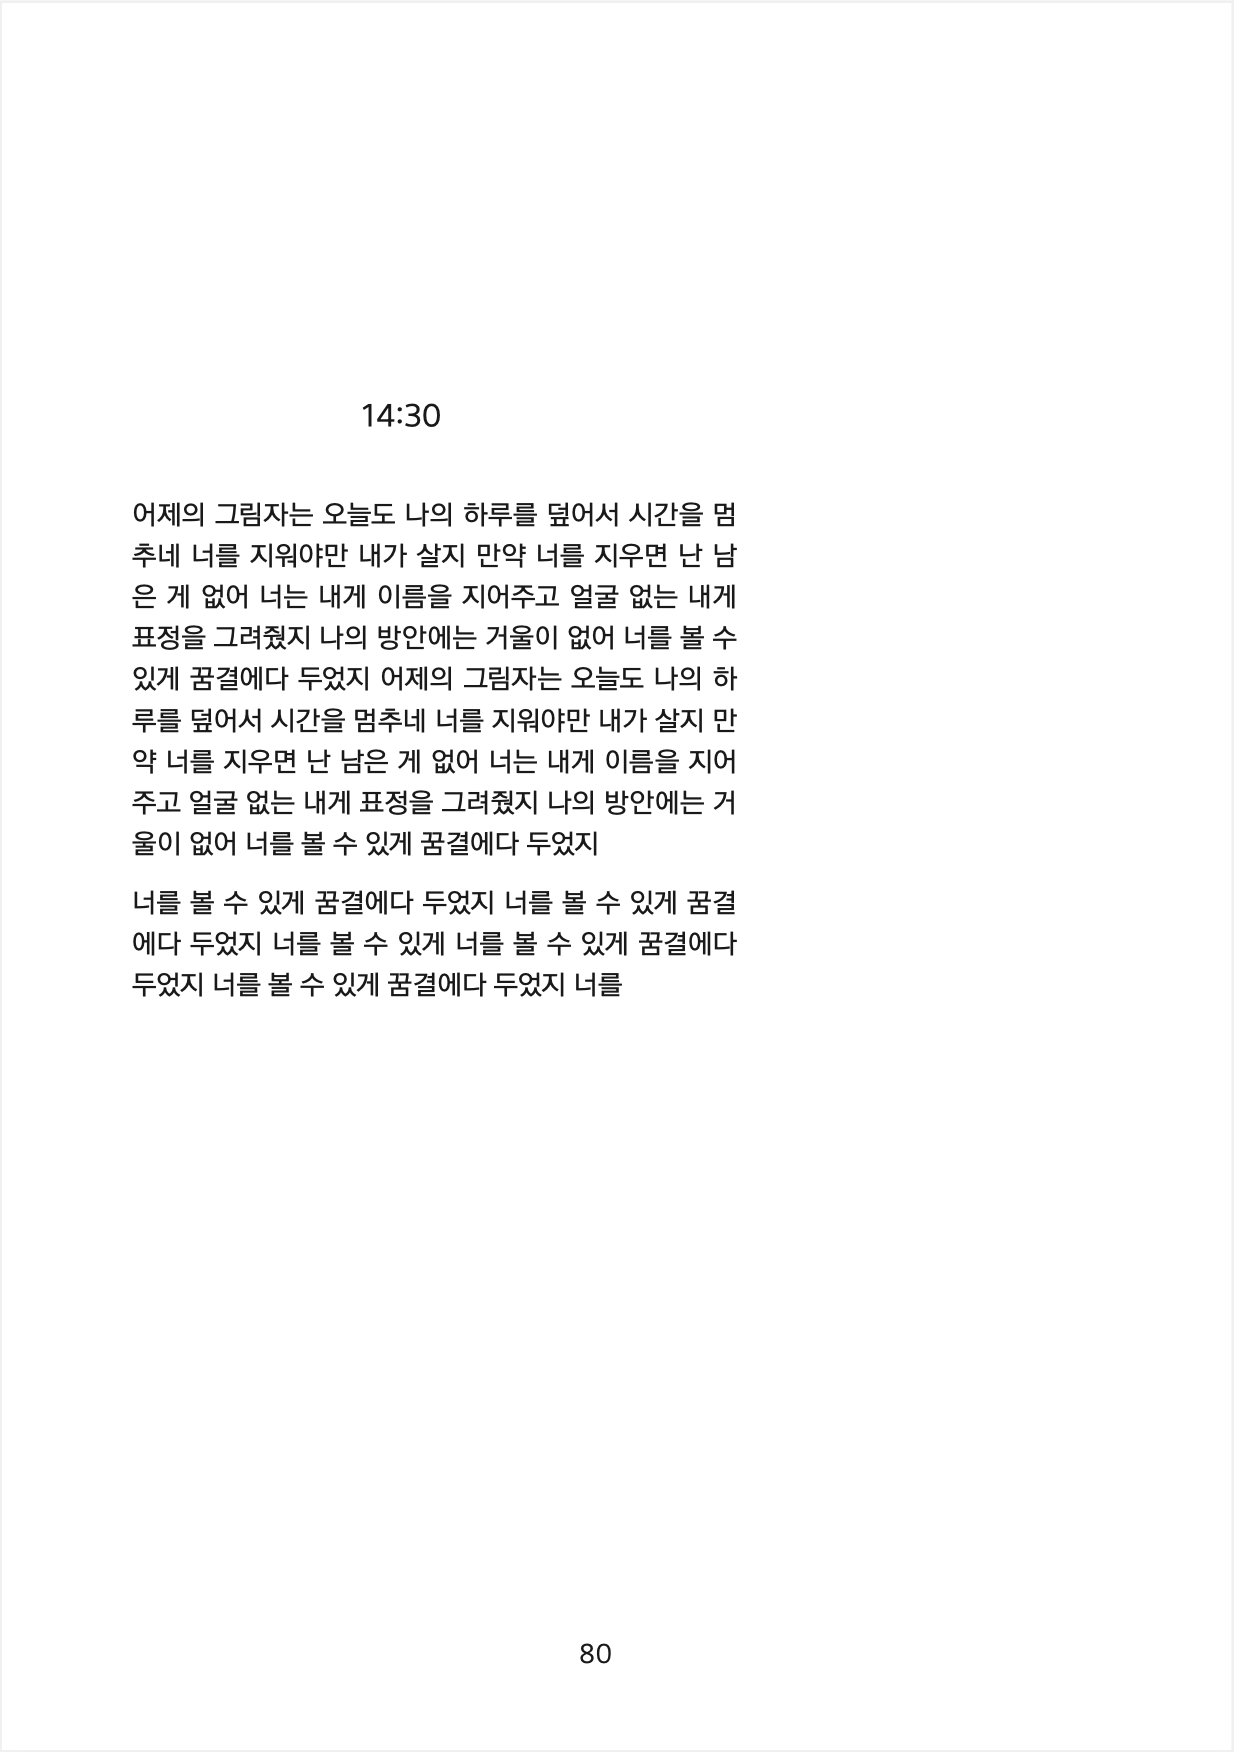 14:30
어제의 그림자는 오늘도 나의 하루를 덮어서 시간을 멈
추네 너를 지워야만 내가 살지 만약 너를 지우면 난 남
은 게 없어 너는 내게 이름을 지어주고 얼굴 없는 내게
표정을 그려줬지 나의 방안에는 거울이 없어 너를 볼 수
있게 꿈결에다 두었지 어제의 그림자는 오늘도 나의 하
루를 덮어서 시간을 멈추네 너를 지워야만 내가 살지 만
약 너를 지우면 난 남은 게 없어 너는 내게 이름을 지어
주고 얼굴 없는 내게 표정을 그려줬지 나의 방안에는 거
울이 없어 너를 볼 수 있게 꿈결에다 두었지
너를 볼 수 있게 꿈결에다 두었지 너를 볼 수 있게 꿈결
에다 두었지 너를 볼 수 있게 너를 볼 수 있게 꿈결에다
두었지 너를 볼 수 있게 꿈결에다 두었지 너를
80